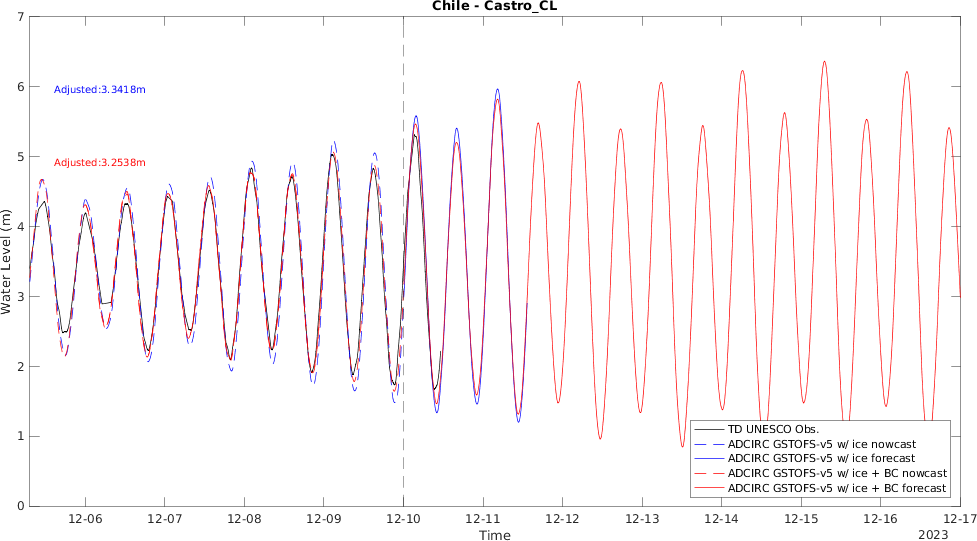 Chile - Castro_CL
7
6
5
4
3
2
1
0
Water Level (m)
Adjusted:3.3418m
Adjusted:3.2538m
TD UNESCO Obs.
ADCIRC GSTOFS-v5 w/ ice nowcast
ADCIRC GSTOFS-v5 w/ ice forecast
ADCIRC GSTOFS-v5 w/ ice + BC nowcast
ADCIRC GSTOFS-v5 w/ ice + BC forecast
12-06 12-07 12-08 12-09 12-10 12-11 12-12 12-13 12-14 12-15 12-16 12-17
Time
2023